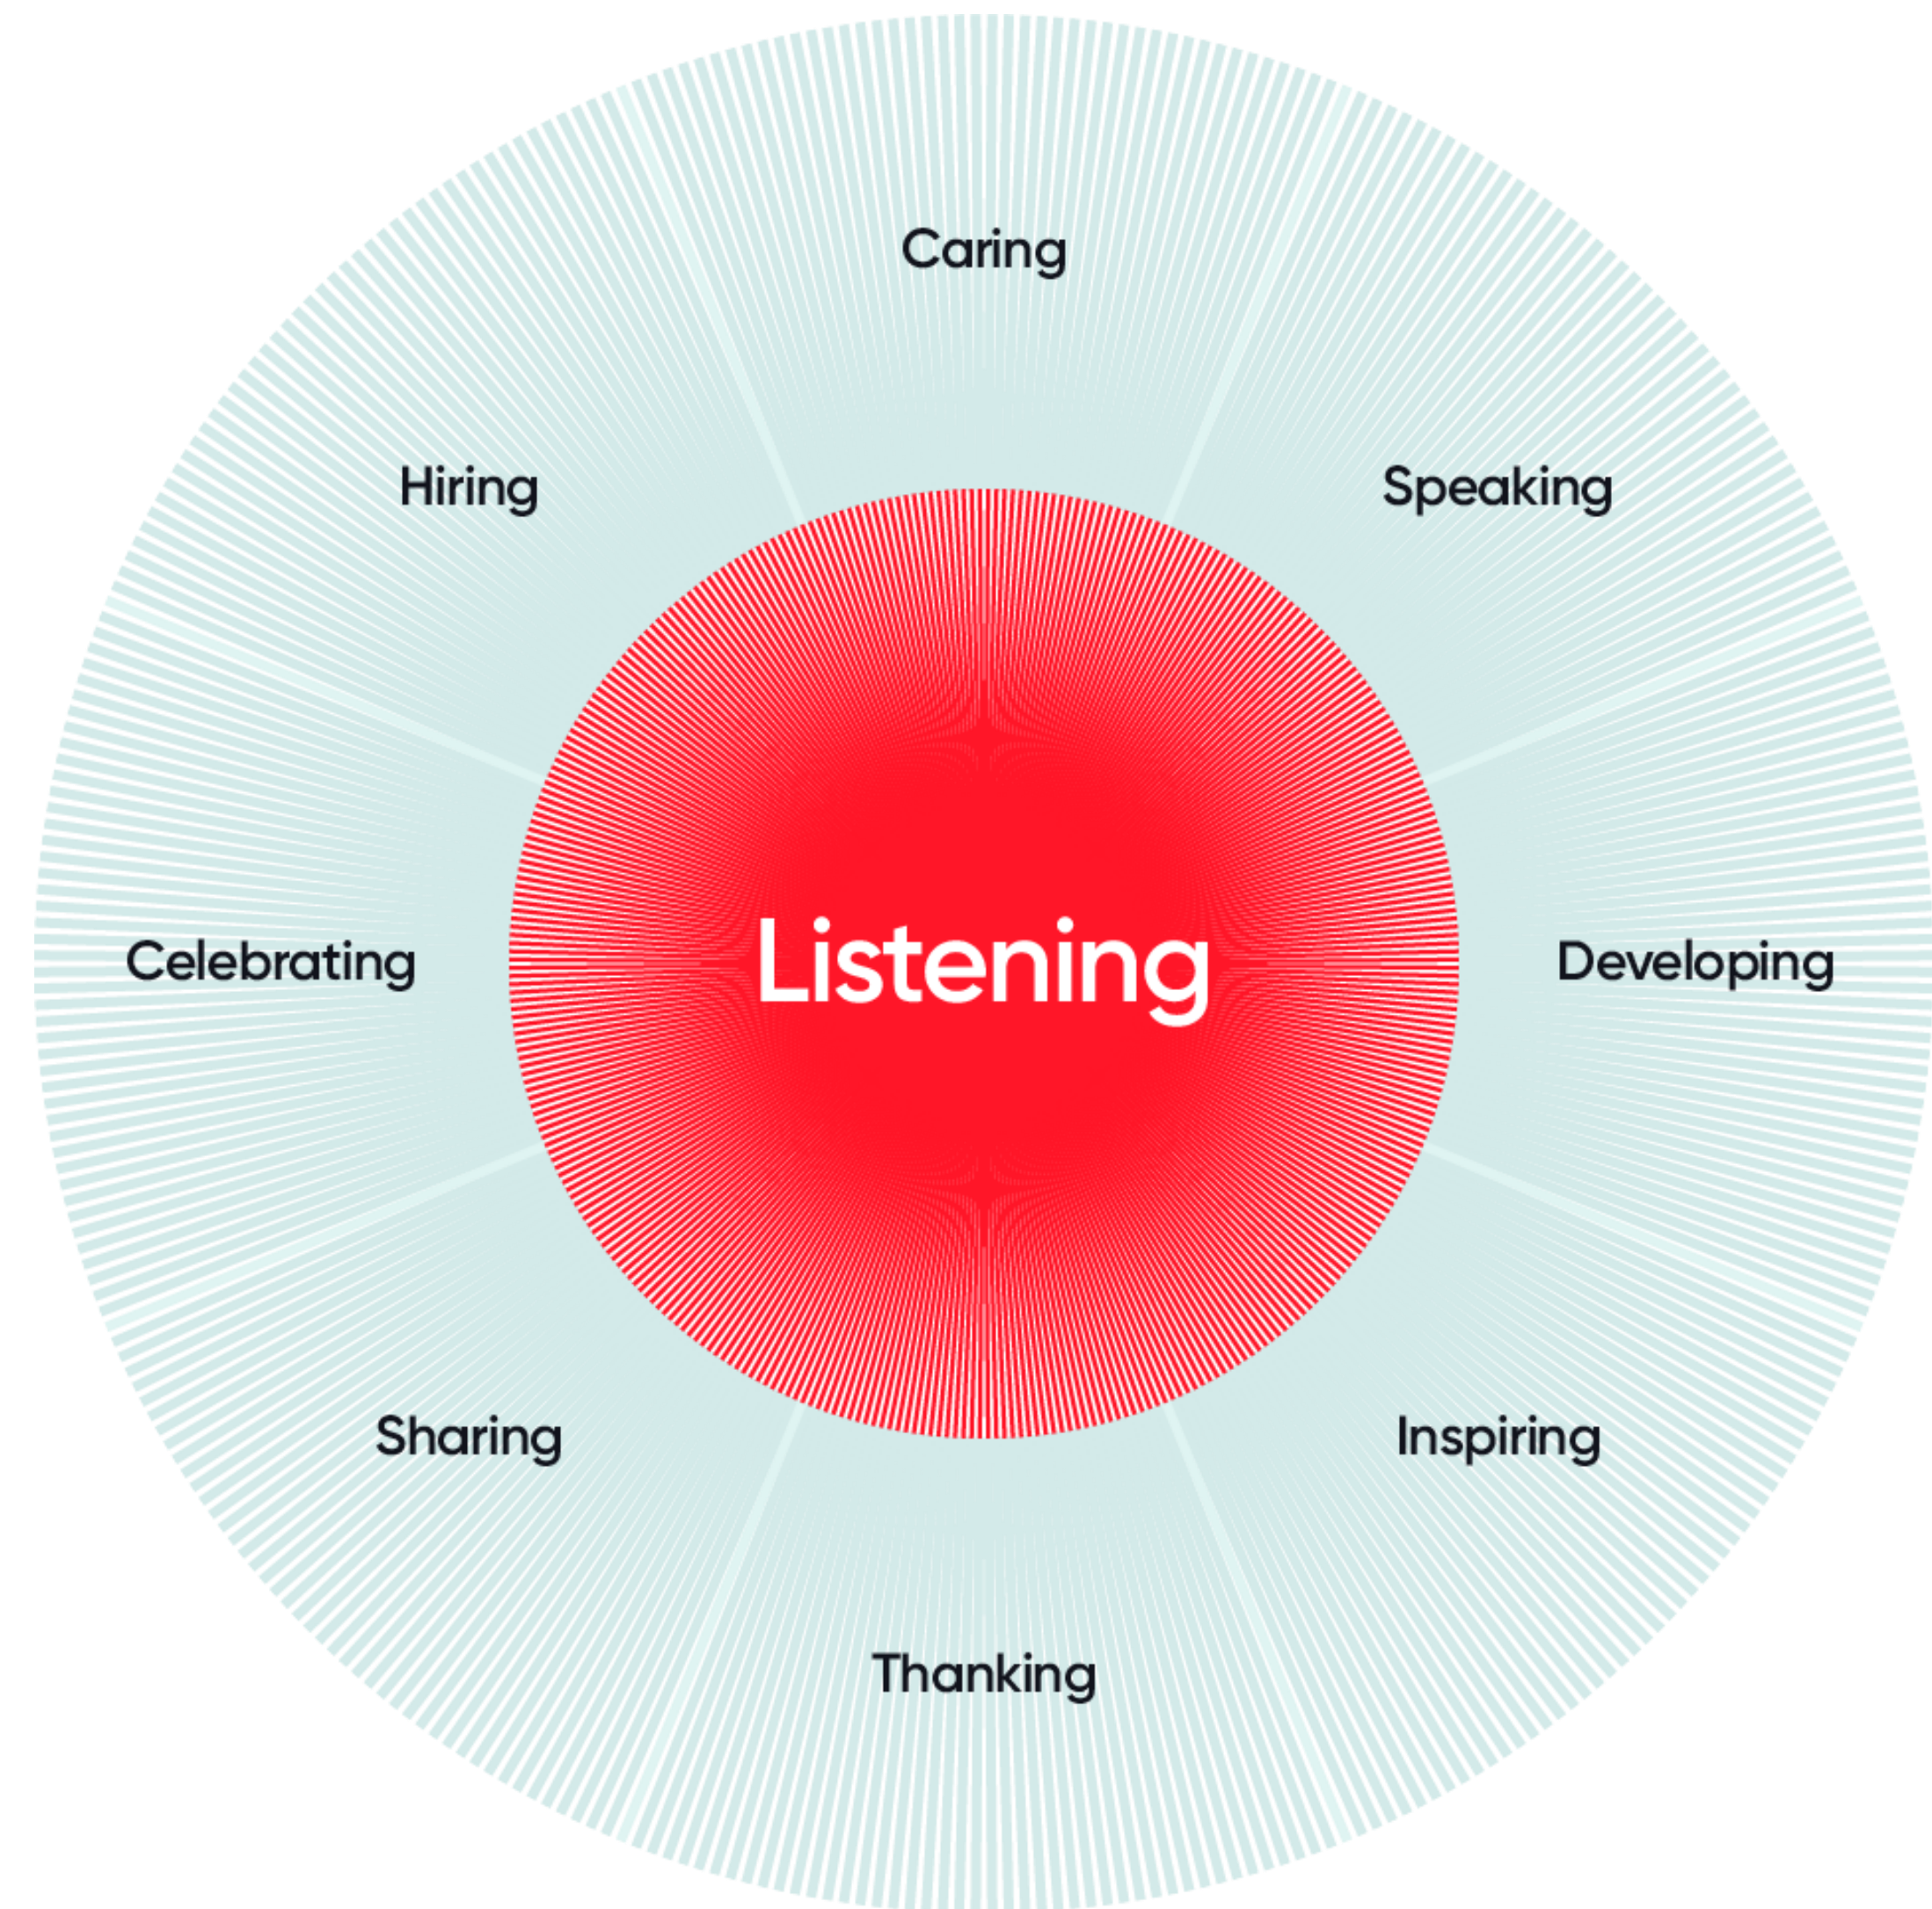 Caring
Hiring
Speaking
Celebrating
Listening
Developing
Sharing
Inspiring
Thanking